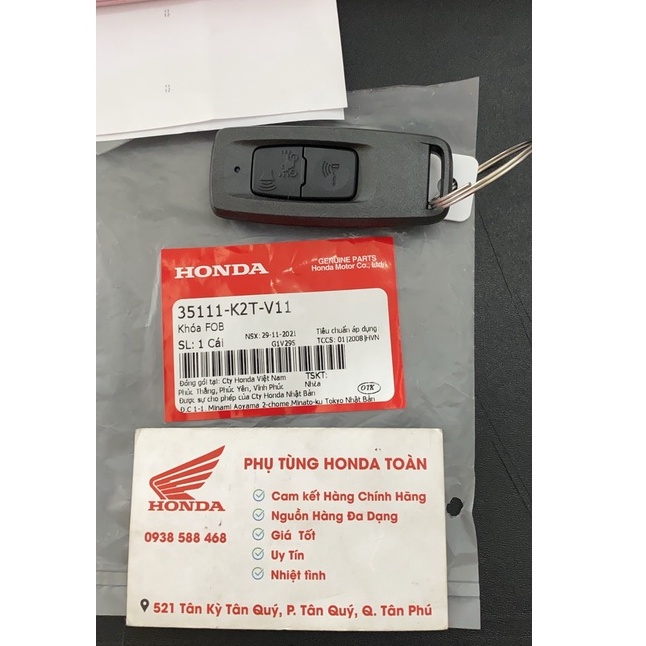 HONDA
GENUINE PARTS
Honda Motor Co., Ltd.
35111-K2T-V11
Khóa FOB
SL: 1 Cái
NSX: 29-11-2021
G1V29S
Tiêu chuẩn áp dụng
TCCS: 01|2008|HVN
Đóng gói tại: Cty Honda Việt Nam
Phúc Thắng, Phúc Yên, Vĩnh Phúc
Được sự cho phép của Cty Honda Nhật Bản
Đ.C 1-1, Minami Aoyama 2-chome Minato-ku Tokyo Nhật Bản
TSKT:
Nhựa
OTK
HONDA
0938 588 468
PHỤ TÙNG HONDA TOÀN
Cam kết Hàng Chính Hãng
Nguồn Hàng Đa Dạng
Giá Tốt
Uy Tín
Nhiệt tình
521 Tân Kỳ Tân Quý, P. Tân Quý, Q. Tân Phú